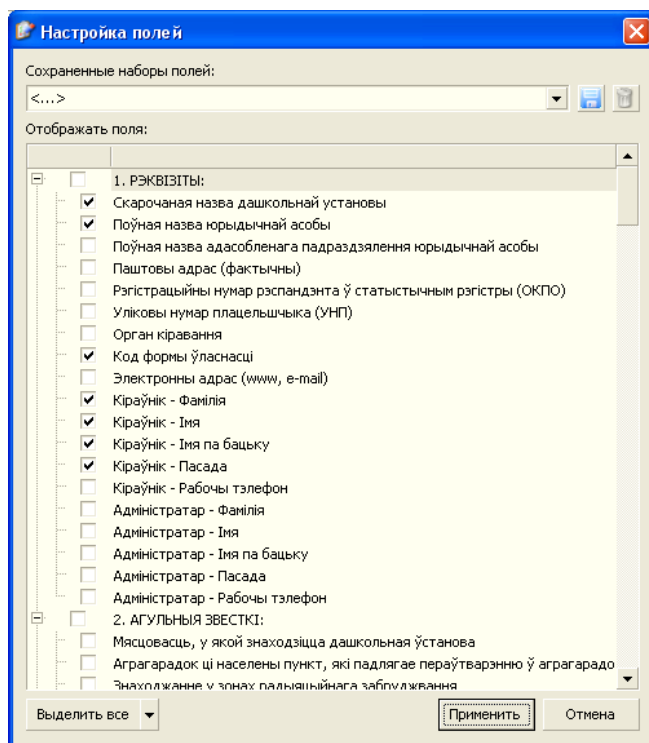 Настройка полей
Сохраненные наборы полей:
<...>
Отображать поля:
1. РЭКВІЗІТЫ:
Скарочаная назва дашкольнай установы
Поўная назва юрыдычнай асобы
Поўная назва адасобленага падраздзялення юрыдычнай асобы
Паштовы адрас (фактычны)
Рэгістрацыйны нумар рэспандэнта ў статыстычным рэгістры (ОКПО)
Уліковы нумар плацельшчыка (УНП)
Орган кіравання
Код формы ўласнасці
Электронны адрас (www, e-mail)
Кіраўнік - Фамілія
Кіраўнік - Імя
Кіраўнік - Імя па бацьку
Кіраўнік - Пасада
Кіраўнік - Рабочы тэлефон
Адміністратар - Фамілія
Адміністратар - Імя
Адміністратар - Імя па бацьку
Адміністратар - Пасада
Адміністратар - Рабочы тэлефон
2. АГУЛЬНЫЯ ЗВЕСТКІ:
Мясцовасць, у якой знаходзіцца дашкольная ўстанова
Аграгарадок ці населены пункт, які падлягае пераўтварэнню ў аграгарадо
Знаходжанне у зонах радыяцыйнага забруджвання
Выделить все
Применить
Отмена